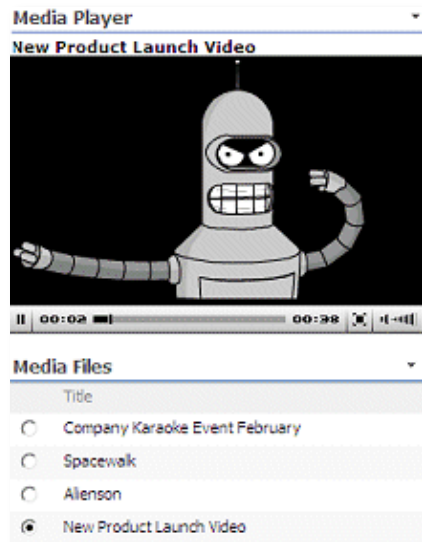 Media Player
New Product Launch Video
00:02 00:38
Media Files
Title
Company Karaoke Event February
Spacewalk
Alienson
New Product Launch Video